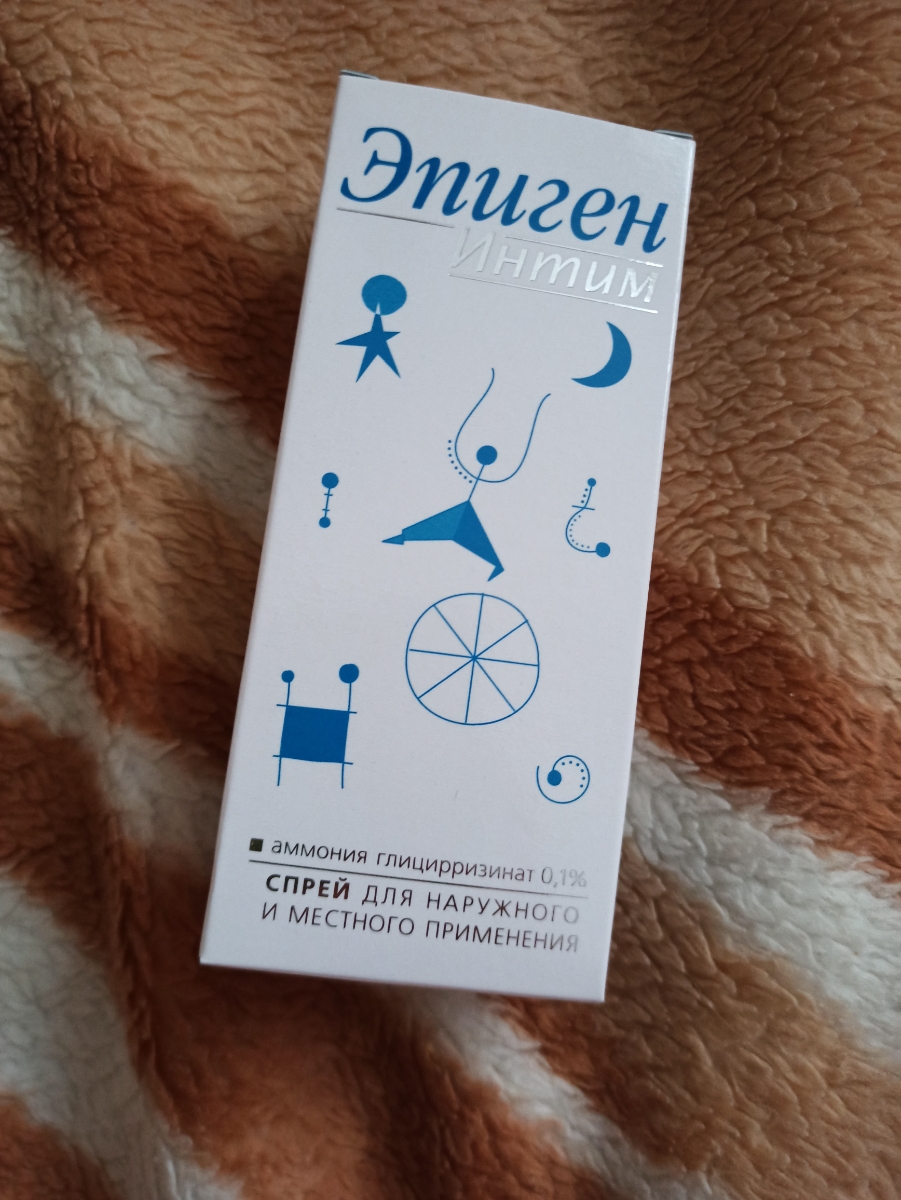 Эпиген
Интим
аммония глицирризинат 0,1%
СПРЕЙ ДЛЯ НАРУЖНОГО
И МЕСТНОГО ПРИМЕНЕНИЯ